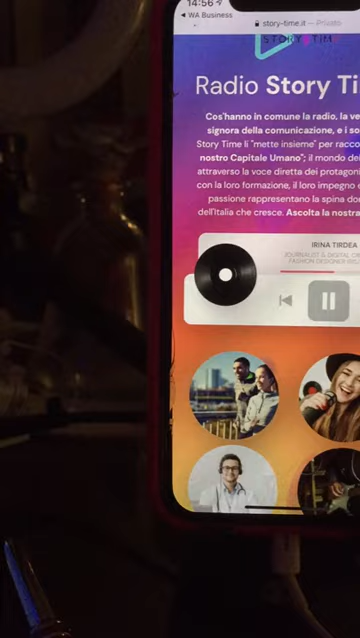 14:56
◀ WA Business
story-time.it — Privato
STORY TIM
Radio Story Ti
Cos'hanno in comune la radio, la ve
signora della comunicazione, e i so
Story Time li "mette insieme" per racco
nostro Capitale Umano"; il mondo del
attraverso la voce diretta dei protagoni
con la loro formazione, il loro impegno e
passione rappresentano la spina dor
dell'Italia che cresce. Ascolta la nostra
IRINA TIRDEA
JOURNALIST & DIGITAL CR
FASHION DESIGNER